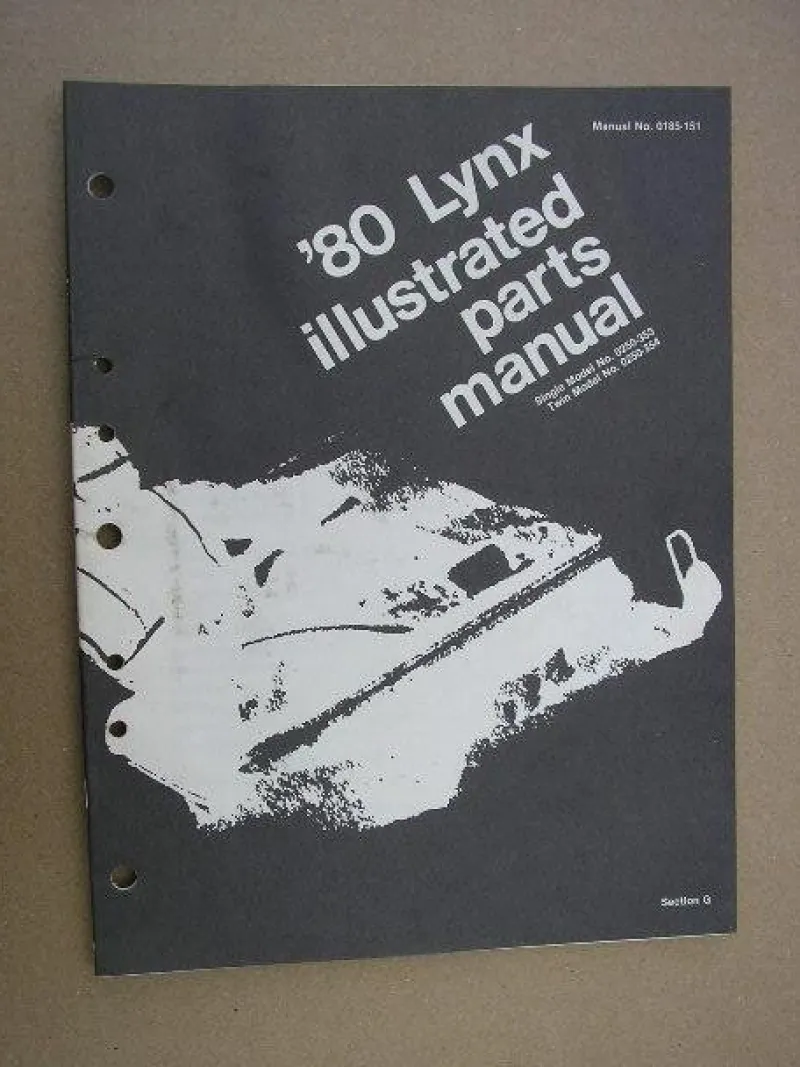 Manual No. 0185-151
'80 Lynx
illustrated
parts
manual
Single Model No. 0250-353
Twin Model No. 0250-354
Section G